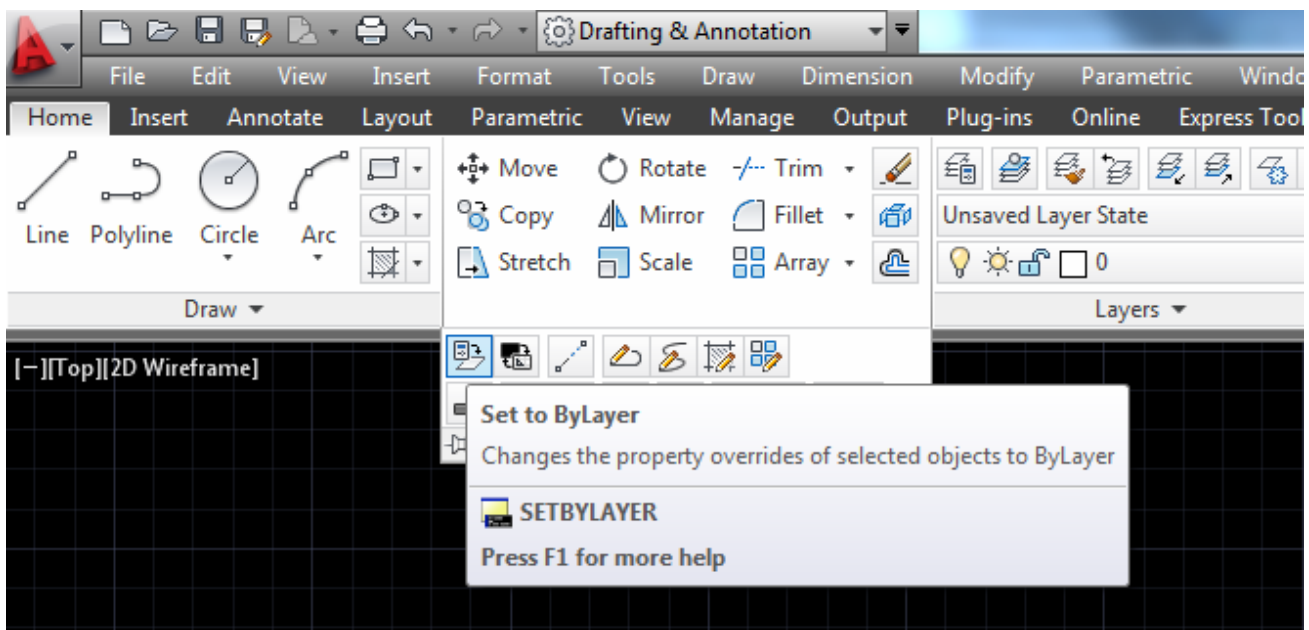 Drafting & Annotation
File Edit View Insert Format Tools Draw Dimension Modify Parametric
Home Insert Annotate Layout Parametric View Manage Output Plug-ins Online Express
Move Rotate Trim
Copy Mirror Fillet Unsaved Layer State
Line Polyline Circle Arc
Stretch Scale Array 0
Draw Layers
[−][Top][2D Wireframe]
Set to ByLayer
Changes the property overrides of selected objects to ByLayer
SETBYLAYER
Press F1 for more help